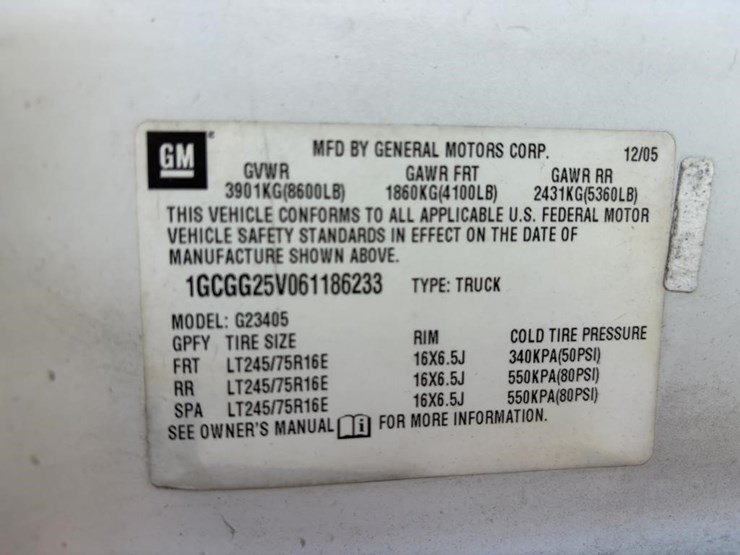 GM
MFD BY GENERAL MOTORS CORP. 12/05
GVWR GAWR FRT GAWR RR
3901KG(8600LB) 1860KG(4100LB) 2431KG(5360LB)
THIS VEHICLE CONFORMS TO ALL APPLICABLE U.S. FEDERAL MOTOR
VEHICLE SAFETY STANDARDS IN EFFECT ON THE DATE OF
MANUFACTURE SHOWN ABOVE.
1GCGG25V061186233 TYPE: TRUCK
MODEL: G23405
GPFY TIRE SIZE RIM COLD TIRE PRESSURE
FRT LT245/75R16E 16X6.5J 340KPA(50PSI)
RR LT245/75R16E 16X6.5J 550KPA(80PSI)
SPA LT245/75R16E 16X6.5J 550KPA(80PSI)
SEE OWNER'S MANUAL i FOR MORE INFORMATION.